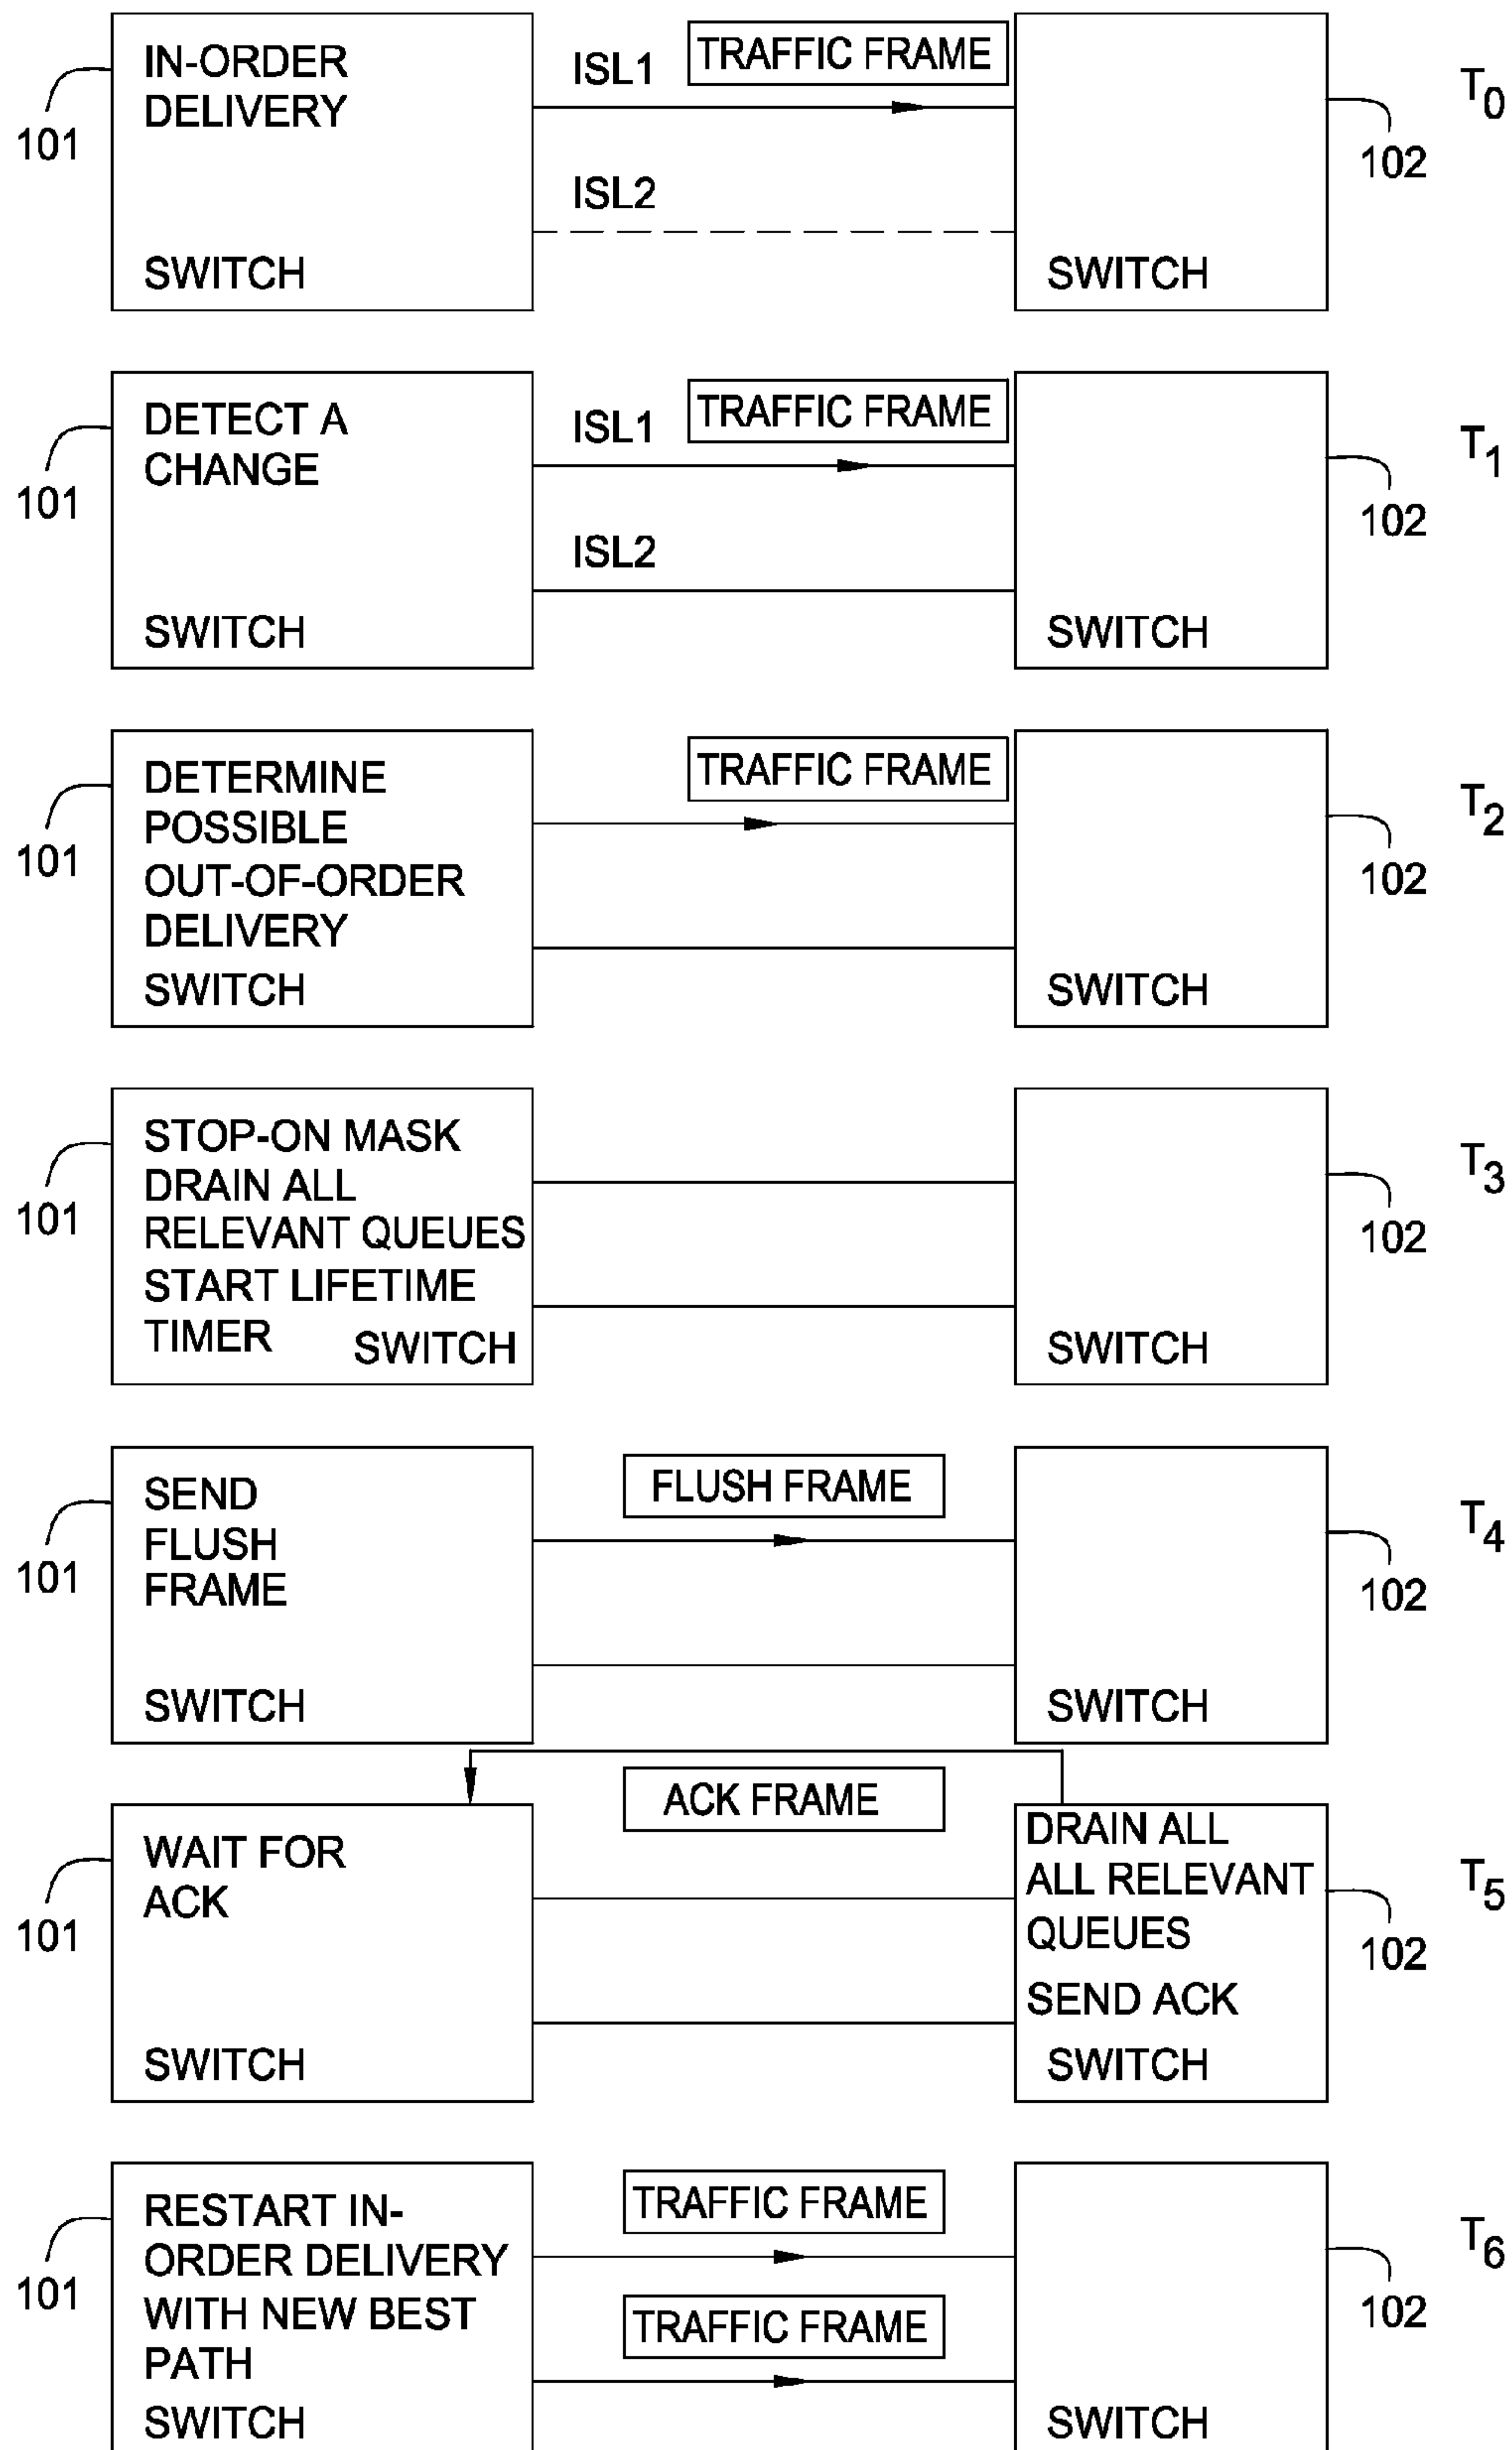 IN-ORDER
DELIVERY
SWITCH
101
ISL1
TRAFFIC FRAME
ISL2
SWITCH
102
T0
DETECT A
CHANGE
SWITCH
101
ISL1
TRAFFIC FRAME
ISL2
SWITCH
102
T1
DETERMINE
POSSIBLE
OUT-OF-ORDER
DELIVERY
SWITCH
101
TRAFFIC FRAME
SWITCH
102
T2
STOP-ON MASK
DRAIN ALL
RELEVANT QUEUES
START LIFETIME
TIMER SWITCH
101
SWITCH
102
T3
SEND
FLUSH
FRAME
SWITCH
101
FLUSH FRAME
SWITCH
102
T4
WAIT FOR
ACK
SWITCH
101
ACK FRAME
DRAIN ALL
ALL RELEVANT
QUEUES
SEND ACK
SWITCH
102
T5
RESTART IN-
ORDER DELIVERY
WITH NEW BEST
PATH
SWITCH
101
TRAFFIC FRAME
TRAFFIC FRAME
SWITCH
102
T6